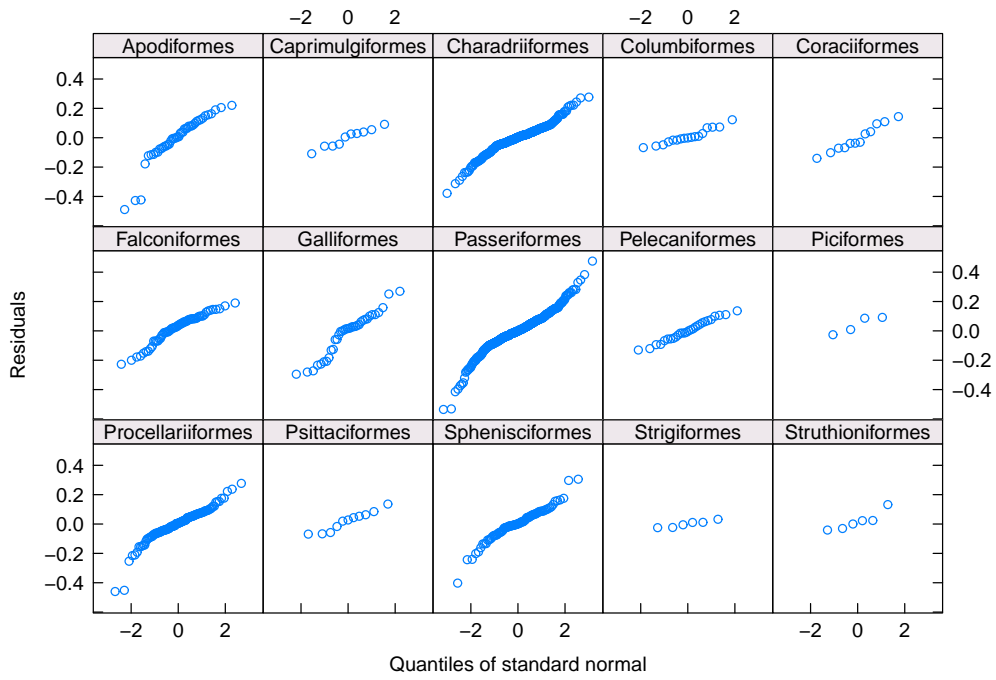 −2 0 2 −2 0 2
Apodiformes Caprimulgiformes Charadriiformes Columbiformes Coraciiformes
0.4
0.2
0.0
−0.2
−0.4
Falconiformes Galliformes Passeriformes Pelecaniformes Piciformes
0.4
0.2
0.0
−0.2
−0.4
Procellariiformes Psittaciformes Sphenisciformes Strigiformes Struthioniformes
0.4
0.2
0.0
−0.2
−0.4
−2 0 2 −2 0 2 −2 0 2
Residuals
Quantiles of standard normal